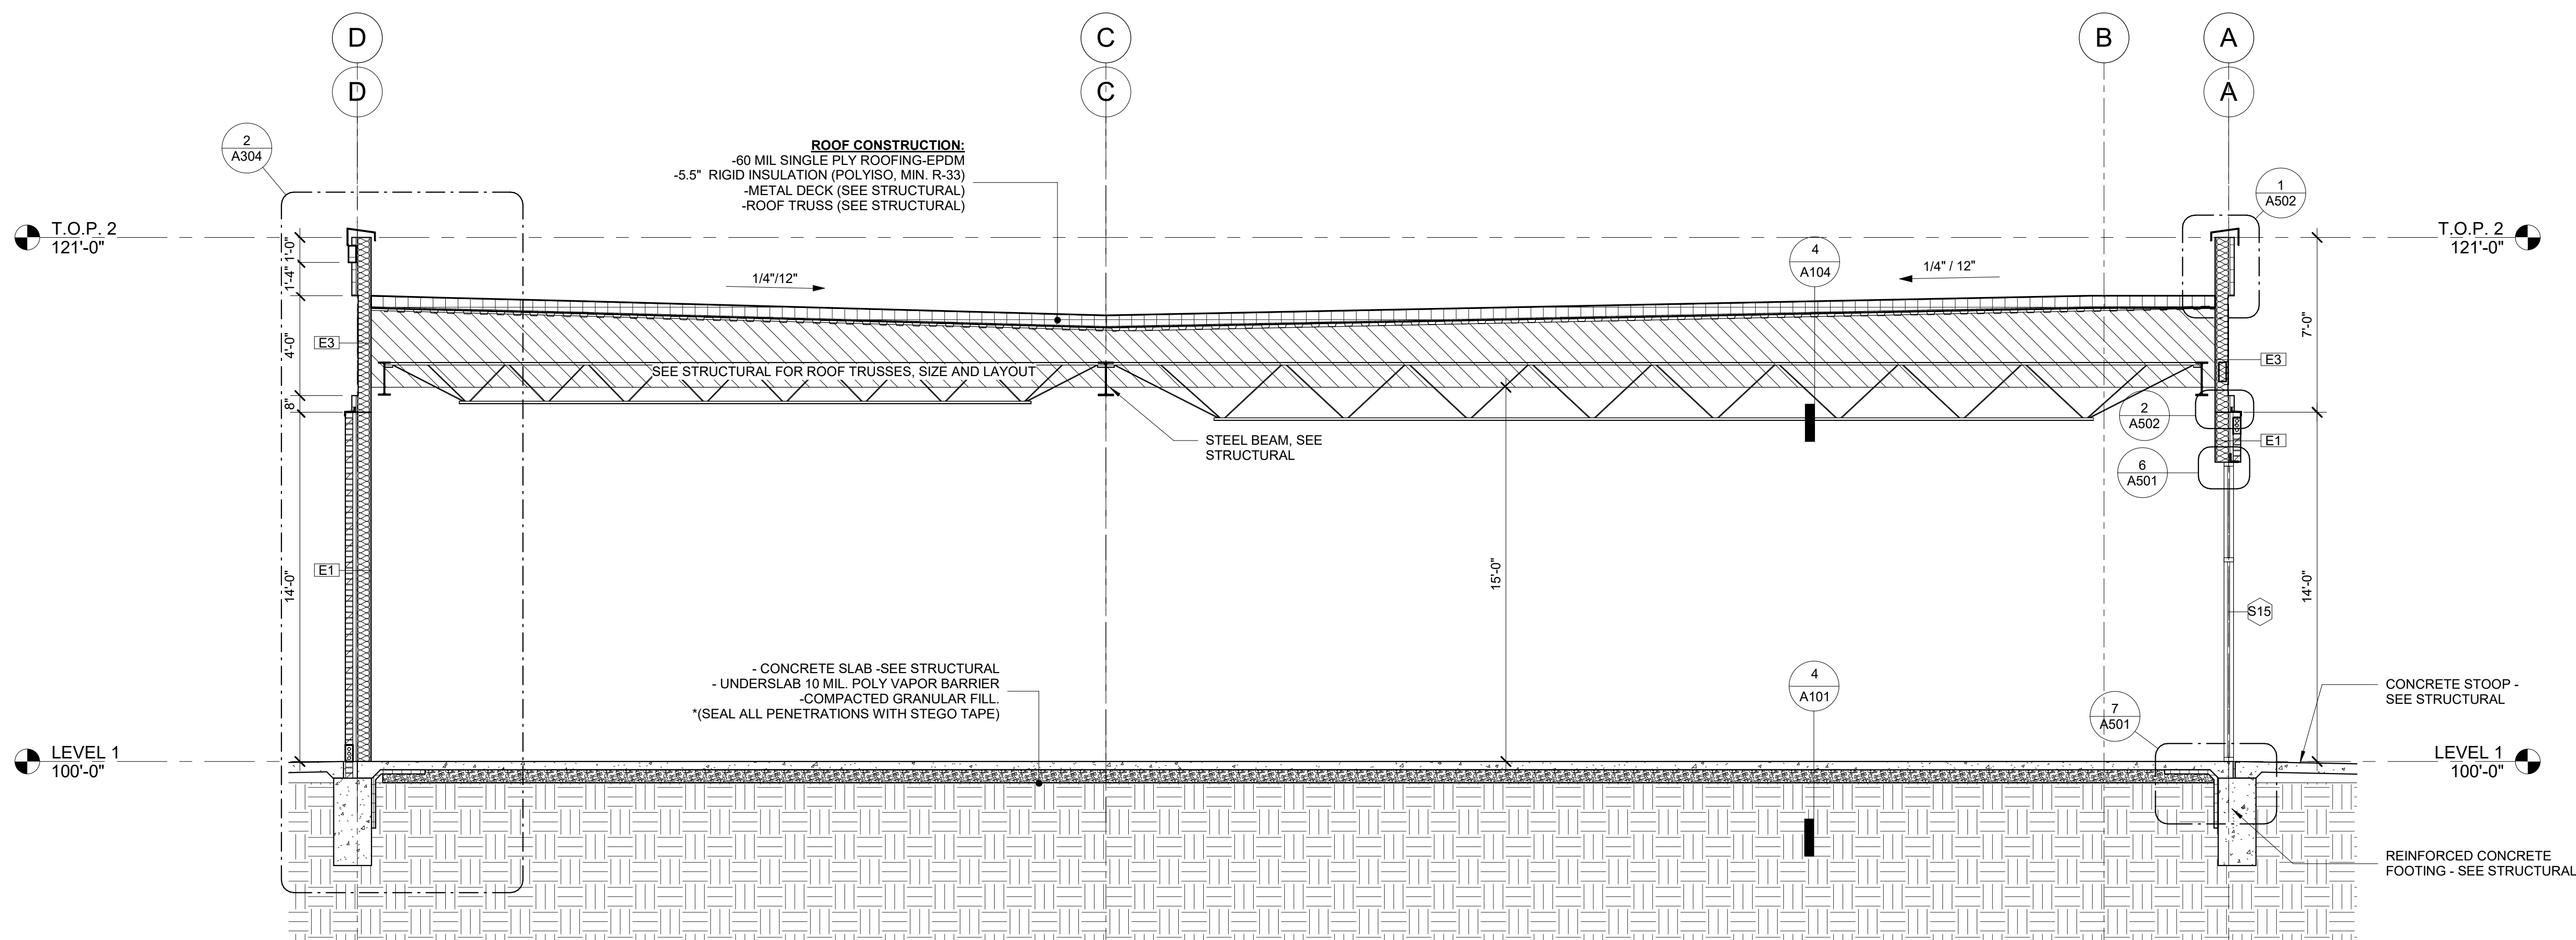 D
C
B
A
D
C
A
2
A304
ROOF CONSTRUCTION:
-60 MIL SINGLE PLY ROOFING-EPDM
-5.5" RIGID INSULATION (POLYISO, MIN. R-33)
-METAL DECK (SEE STRUCTURAL)
-ROOF TRUSS (SEE STRUCTURAL)
1
A502
T.O.P. 2
121'-0"
T.O.P. 2
121'-0"
1'-0"
1'-4"
4'-0"
8"
14'-0"
1/4"/12"
1/4" / 12"
4
A104
7'-0"
E3
E3
SEE STRUCTURAL FOR ROOF TRUSSES, SIZE AND LAYOUT
2
A502
STEEL BEAM, SEE
STRUCTURAL
E1
6
A501
E1
15'-0"
14'-0"
S15
- CONCRETE SLAB -SEE STRUCTURAL
- UNDERSLAB 10 MIL. POLY VAPOR BARRIER
-COMPACTED GRANULAR FILL.
*(SEAL ALL PENETRATIONS WITH STEGO TAPE)
4
A101
7
A501
CONCRETE STOOP -
SEE STRUCTURAL
LEVEL 1
100'-0"
LEVEL 1
100'-0"
REINFORCED CONCRETE
FOOTING - SEE STRUCTURAL